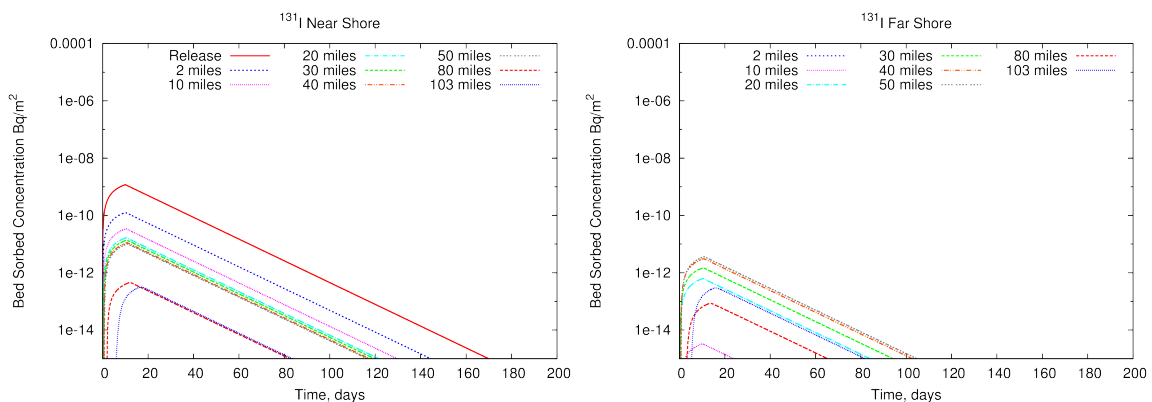 131I Near Shore
Bed Sorbed Concentration Bq/m2
0.0001
1e-06
1e-08
1e-10
1e-12
1e-14
Release
2 miles
10 miles
20 miles
30 miles
40 miles
50 miles
80 miles
103 miles
0 20 40 60 80 100 120 140 160 180 200
Time, days
131I Far Shore
Bed Sorbed Concentration Bq/m2
0.0001
1e-06
1e-08
1e-10
1e-12
1e-14
2 miles
10 miles
20 miles
30 miles
40 miles
50 miles
80 miles
103 miles
0 20 40 60 80 100 120 140 160 180 200
Time, days